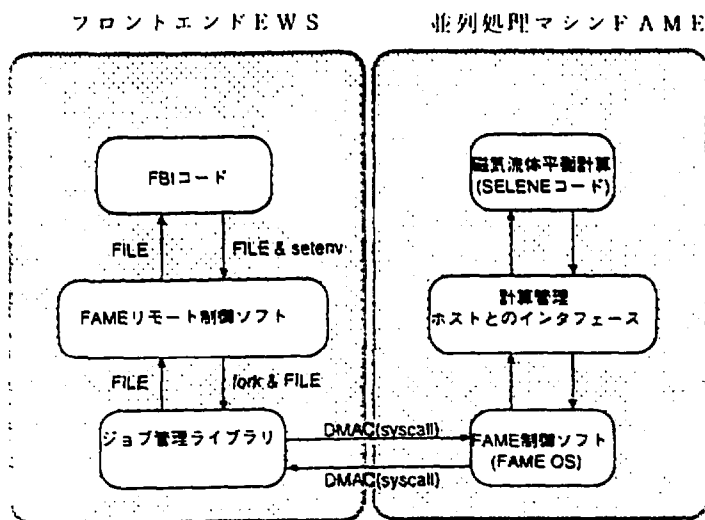 フロントエンドEWS
並列処理マシンFAME
FBIコード
FILE
FILE & setenv
FAMEリモート制御ソフト
FILE
fork & FILE
ジョブ管理ライブラリ
DMAC(syscall)
DMAC(syscall)
磁気流体平衡計算
(SELENEコード)
計算管理
ホストとのインタフェース
FAME制御ソフト
(FAME OS)